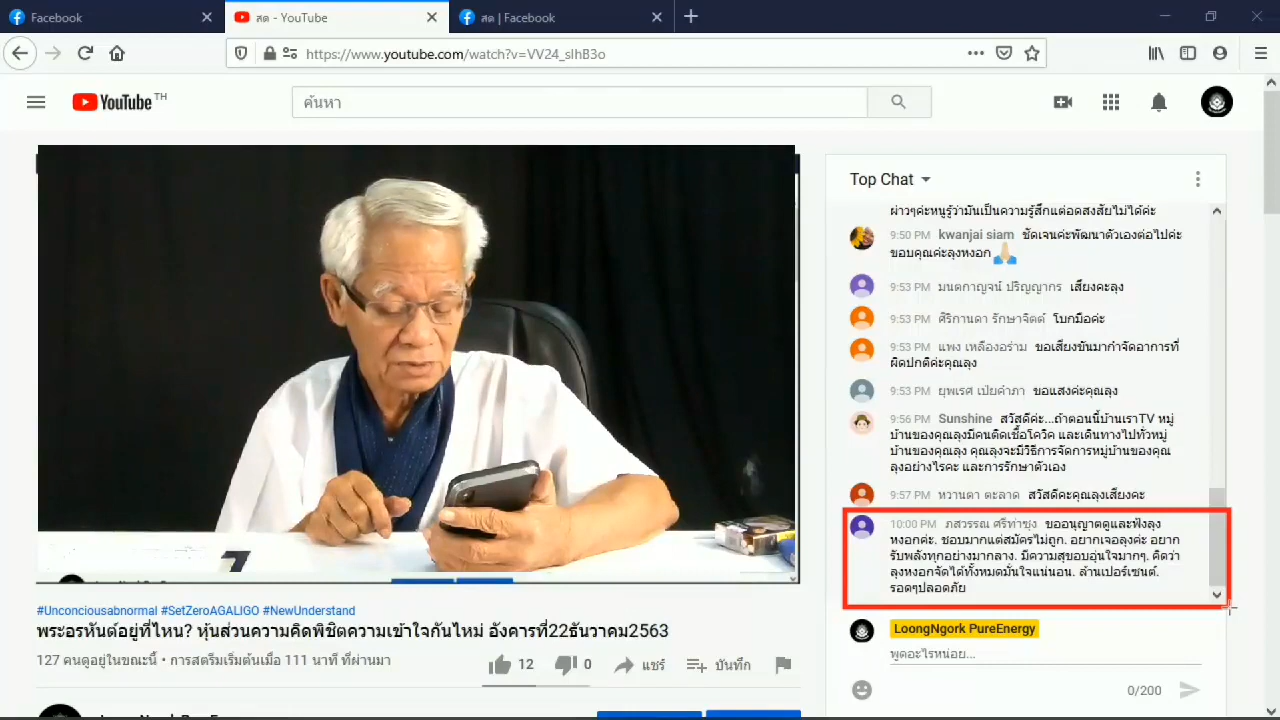 Facebook
สด - YouTube
สด | Facebook
https://www.youtube.com/watch?v=VV24_slhB3o
YouTube TH
ค้นหา
Top Chat
ผ่าวๆค่ะหนูรู้ว่ามันเป็นความรู้สึกแต่อดสงสัยไม่ได้ค่ะ
9:50 PM kwanjai siam ชัดเจนค่ะพัฒนาตัวเองต่อไปค่ะ
ขอบคุณค่ะลุงหงอก
9:53 PM มนตกาญจน์ ปริญญากร เสียงคะลุง
9:53 PM ศิริกานดา รักษาจิตต์ โบกมือค่ะ
9:53 PM แพง เหลืองอร่าม ขอเสียงขันมากำจัดอาการที่
ผิดปกติค่ะคุณลุง
9:53 PM ยุพเรศ เป้ยคำภา ขอแสงค่ะคุณลุง
9:56 PM Sunshine สวัสดีค่ะ...ถ้าตอนนี้บ้านเราTV หมู่
บ้านของคุณลุงมีคนติดเชื้อโควิด และเดินทางไปทั่วหมู่
บ้านของคุณลุง คุณลุงจะมีวิธีการจัดการหมู่บ้านของคุณ
ลุงอย่างไรคะ และการรักษาตัวเอง
9:57 PM หวานตา ตะลาด สวัสดีคะคุณลุงเสียงคะ
10:00 PM ภสวรรณ ศรีท่าซุง ขออนุญาตดูและฟังลุง
หงอกค่ะ. ชอบมากแต่สมัครไม่ถูก. อยากเจอลุงค่ะ อยาก
รับพลังทุกอย่างมากลาง. มีความสุขอบอุ่นใจมากๆ. คิดว่า
ลุงหงอกจัดได้ทั้งหมดมั่นใจแน่นอน. ล้านเปอร์เซนต์.
รอดๆปลอดภัย
LoongNgork PureEnergy
พูดอะไรหน่อย...
0/200
#Unconciousabnormal #SetZeroAGALIGO #NewUnderstand
พระอรหันต์อยู่ที่ไหน? หุ้นส่วนความคิดพิชิตความเข้าใจกันไหม่ อังคารที่22ธันวาคม2563
127 คนดูอยู่ในขณะนี้ • การสตรีมเริ่มต้นเมื่อ 111 นาที ที่ผ่านมา
12
0
แชร์
บันทึก